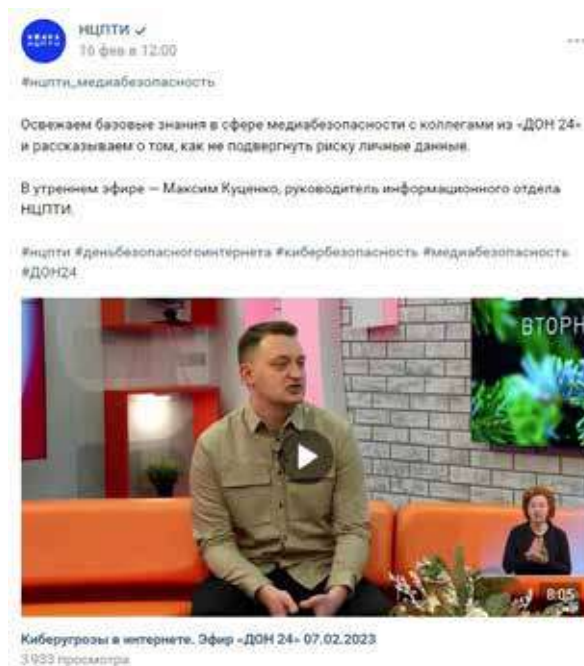 НЦПТИ
16 фев в 12:00
#нцпти_медиабезопасность
Освежаем базовые знания в сфере медиабезопасности с коллегами из «ДОН 24»
и рассказываем о том, как не подвергнуть риску личные данные.
В утреннем эфире — Максим Куценко, руководитель информационного отдела
НЦПТИ.
#нцпти #деньбезопасногоинтернета #кибербезопасность #медиабезопасность
#ДОН24
ВТОРН
8:05
Киберугрозы в интернете. Эфир «ДОН 24» 07.02.2023
3 933 просмотра